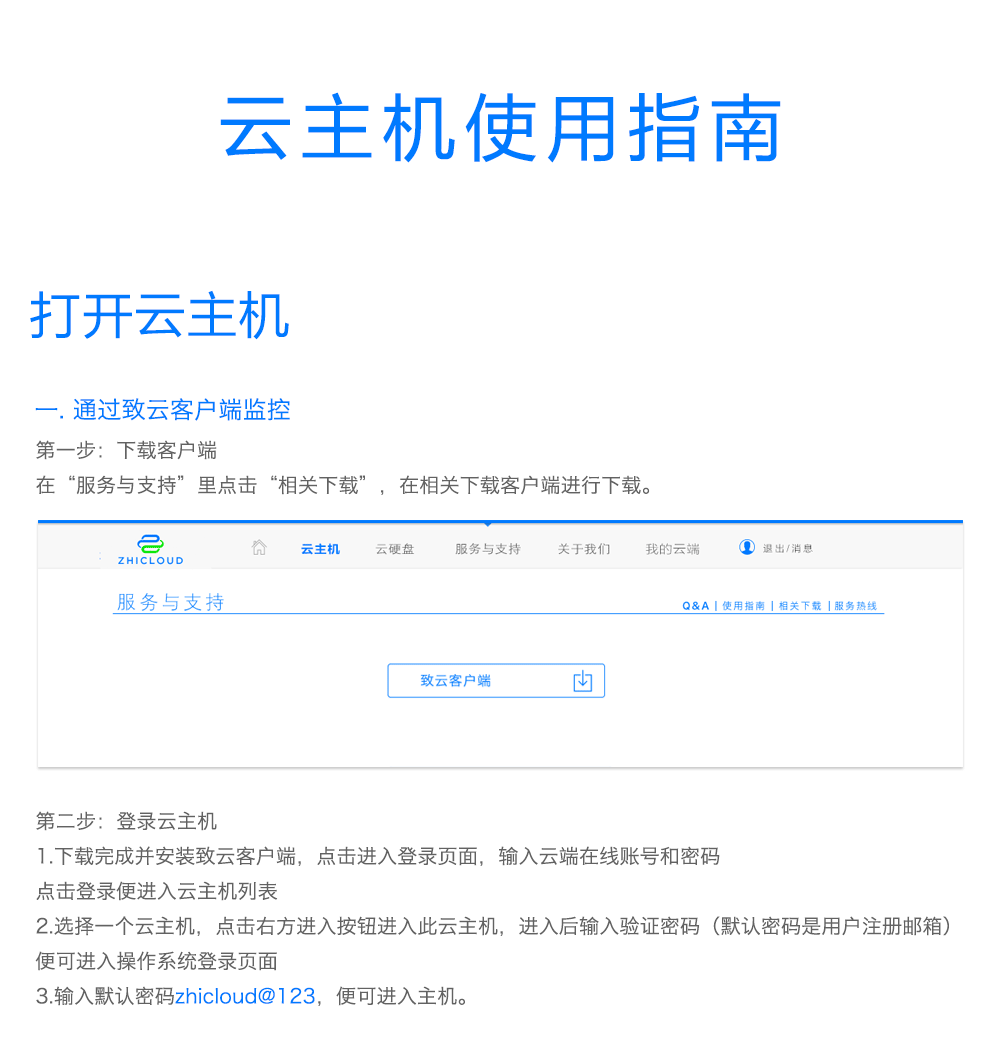 云主机使用指南
打开云主机
一. 通过致云客户端监控
第一步：下载客户端
在“服务与支持”里点击“相关下载”，在相关下载客户端进行下载。
ZHICLOUD 云主机 云硬盘 服务与支持 关于我们 我的云端 退出/消息
服务与支持 Q&A | 使用指南 | 相关下载 | 服务热线
致云客户端
第二步：登录云主机
1.下载完成并安装致云客户端，点击进入登录页面，输入云端在线账号和密码
点击登录便进入云主机列表
2.选择一个云主机，点击右方进入按钮进入此云主机，进入后输入验证密码（默认密码是用户注册邮箱）
便可进入操作系统登录页面
3.输入默认密码zhicloud@123，便可进入主机。